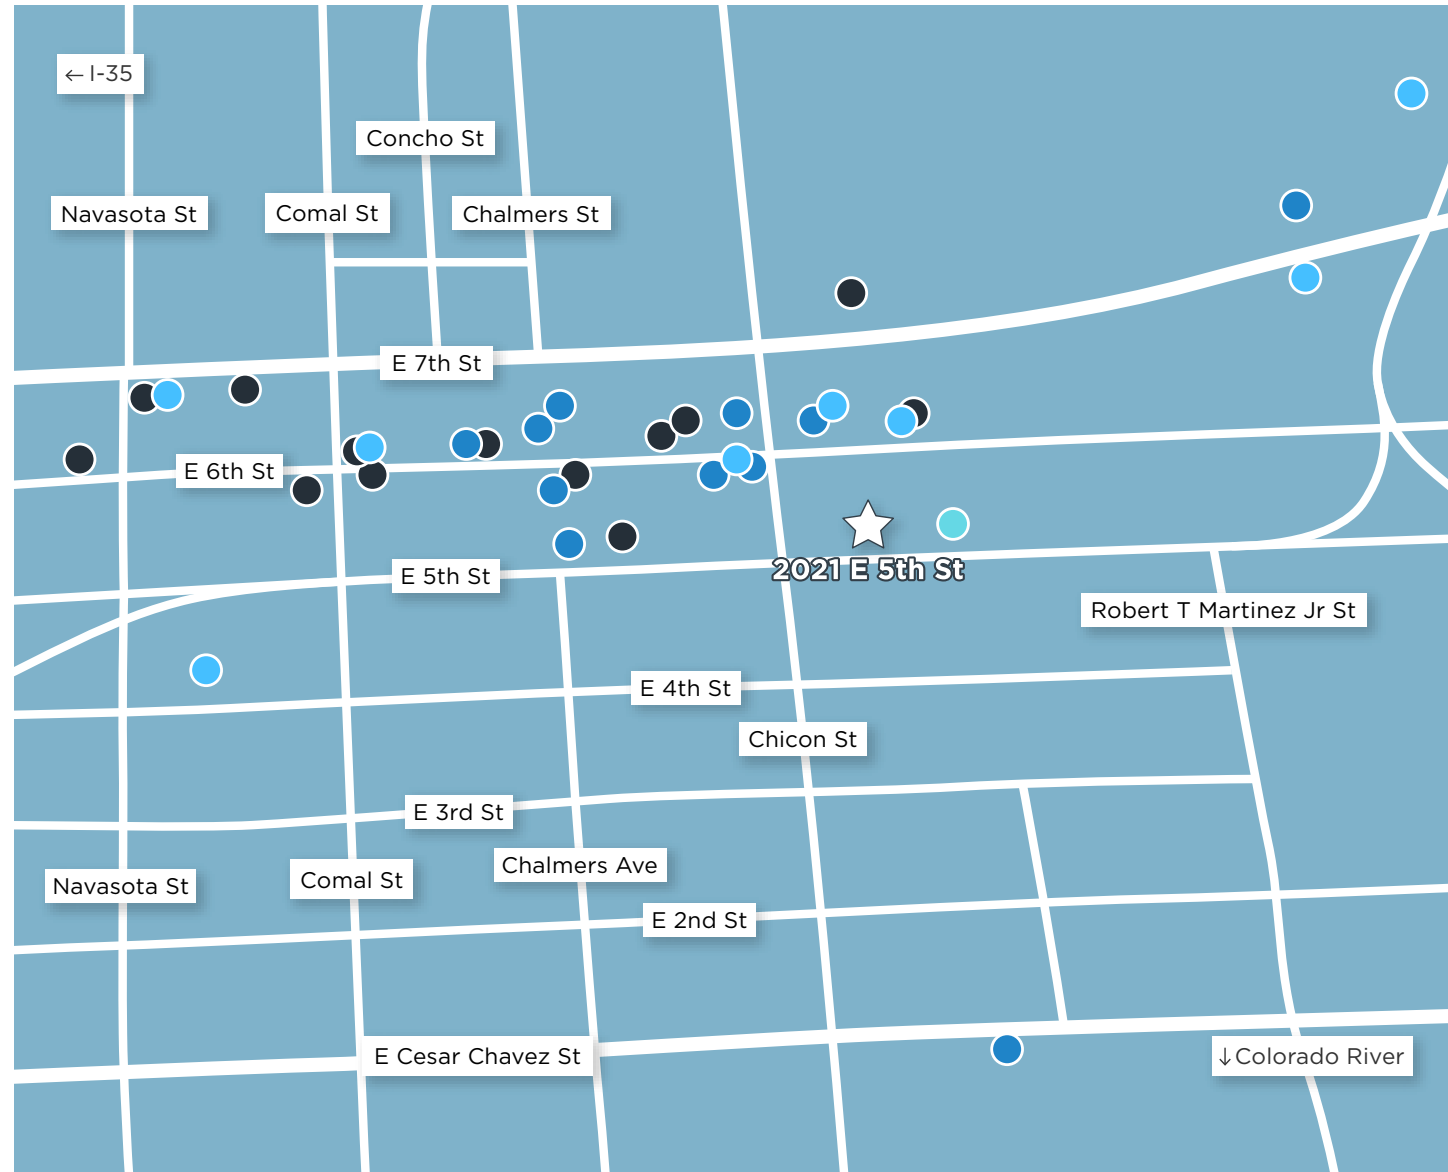 ← I-35
Concho St
Navasota St
Comal St
Chalmers St
E 7th St
E 6th St
E 5th St
2021 E 5th St
Robert T Martinez Jr St
E 4th St
Chicon St
E 3rd St
Chalmers Ave
Navasota St
Comal St
E 2nd St
E Cesar Chavez St
↓Colorado River